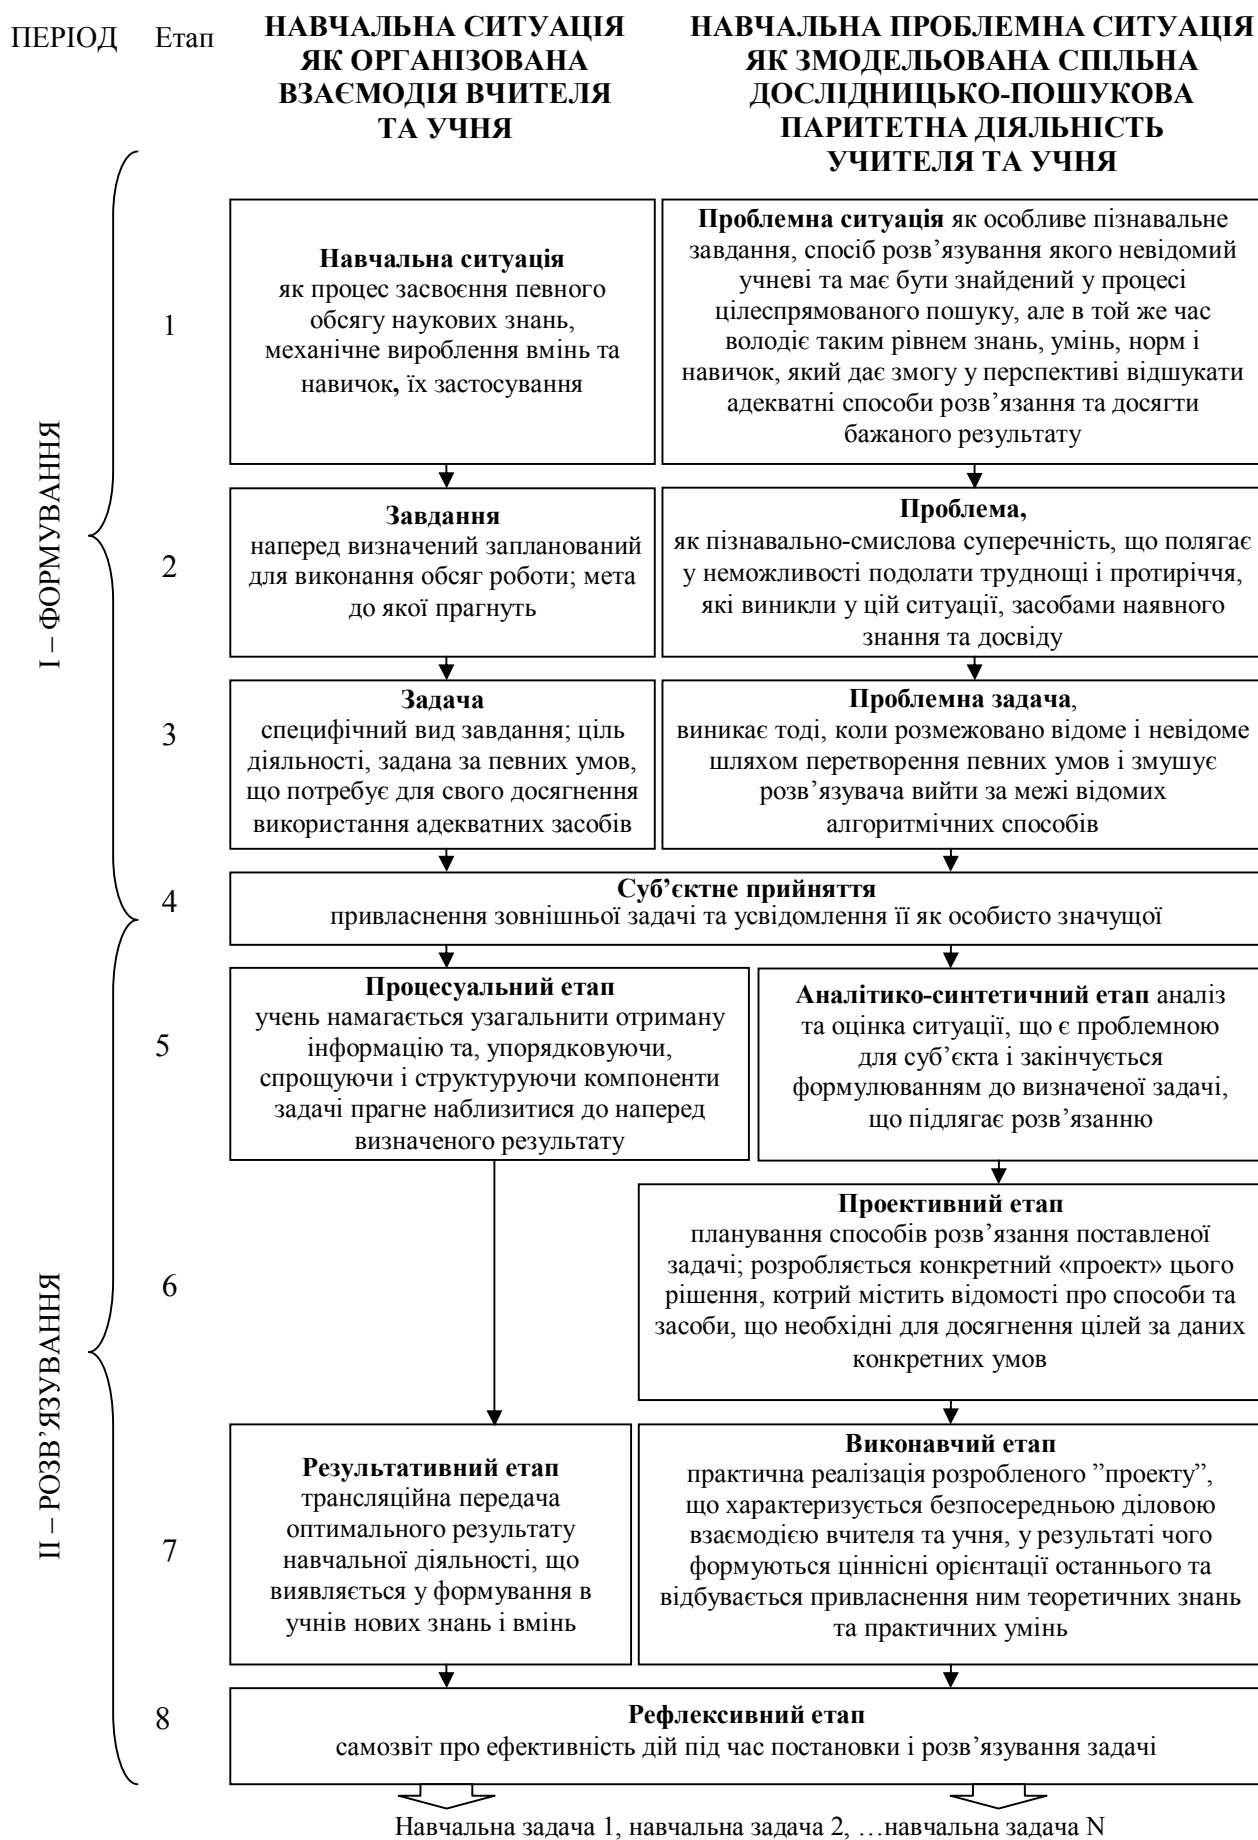 ПЕРІОД Етап
НАВЧАЛЬНА СИТУАЦІЯ
ЯК ОРГАНІЗОВАНА
ВЗАЄМОДІЯ ВЧИТЕЛЯ
ТА УЧНЯ
НАВЧАЛЬНА ПРОБЛЕМНА СИТУАЦІЯ
ЯК ЗМОДЕЛЬОВАНА СПІЛЬНА
ДОСЛІДНИЦЬКО-ПОШУКОВА
ПАРИТЕТНА ДІЯЛЬНІСТЬ
УЧИТЕЛЯ ТА УЧНЯ
І – ФОРМУВАННЯ
1
Навчальна ситуація
як процес засвоєння певного
обсягу наукових знань,
механічне вироблення вмінь та
навичок, їх застосування
Проблемна ситуація як особливе пізнавальне
завдання, спосіб розв’язування якого невідомий
учневі та має бути знайдений у процесі
цілеспрямованого пошуку, але в той же час
володіє таким рівнем знань, умінь, норм і
навичок, який дає змогу у перспективі відшукати
адекватні способи розв’язання та досягти
бажаного результату
2
Завдання
наперед визначений запланований
для виконання обсяг роботи; мета
до якої прагнуть
Проблема,
як пізнавально-смислова суперечність, що полягає
у неможливості подолати труднощі і протиріччя,
які виникли у цій ситуації, засобами наявного
знання та досвіду
3
Задача
специфічний вид завдання; ціль
діяльності, задана за певних умов,
що потребує для свого досягнення
використання адекватних засобів
Проблемна задача,
виникає тоді, коли розмежовано відоме і невідоме
шляхом перетворення певних умов і змушує
розв’язувача вийти за межі відомих
алгоритмічних способів
4
Суб’єктне прийняття
привласнення зовнішньої задачі та усвідомлення її як особисто значущої
ІІ – РОЗВ’ЯЗУВАННЯ
5
Процесуальний етап
учень намагається узагальнити отриману
інформацію та, упорядковуючи,
спрощуючи і структуруючи компоненти
задачі прагне наблизитися до наперед
визначеного результату
Аналітико-синтетичний етап аналіз
та оцінка ситуації, що є проблемною
для суб’єкта і закінчується
формулюванням до визначеної задачі,
що підлягає розв’язанню
6
Проективний етап
планування способів розв’язання поставленої
задачі; розробляється конкретний «проект» цього
рішення, котрий містить відомості про способи та
засоби, що необхідні для досягнення цілей за даних
конкретних умов
7
Результативний етап
трансляційна передача
оптимального результату
навчальної діяльності, що
виявляється у формування в
учнів нових знань і вмінь
Виконавчий етап
практична реалізація розробленого ”проекту”,
що характеризується безпосередньою діловою
взаємодією вчителя та учня, у результаті чого
формуються ціннісні орієнтації останнього та
відбувається привласнення ним теоретичних знань
та практичних умінь
8
Рефлексивний етап
самозвіт про ефективність дій під час постановки і розв’язування задачі
Навчальна задача 1, навчальна задача 2, …навчальна задача N